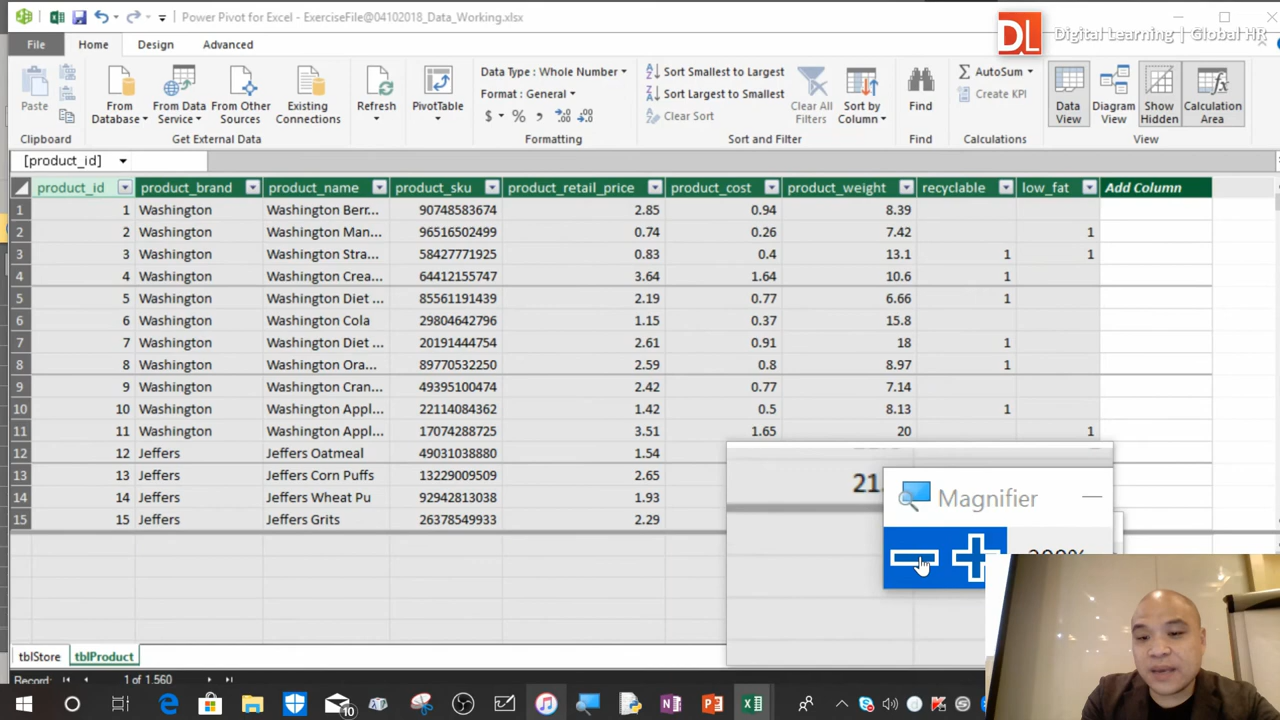 Power Pivot for Excel - ExerciseFile@04102018_Data_Working.xlsx
DL Digital Learning | Global HR
File Home Design Advanced
Paste
Clipboard
From Database
From Data Service
From Other Sources
Existing Connections
Get External Data
Refresh
PivotTable
Data Type : Whole Number
Format : General
$ % , .00 .00
Formatting
Sort Smallest to Largest
Sort Largest to Smallest
Clear Sort
Clear All Filters
Sort by Column
Sort and Filter
Find
Find
AutoSum
Create KPI
Calculations
Data View
Diagram View
Show Hidden
Calculation Area
View
[product_id]
product_id product_brand product_name product_sku product_retail_price product_cost product_weight recyclable low_fat Add Column
1 1 Washington Washington Berr... 90748583674 2.85 0.94 8.39
2 2 Washington Washington Man... 96516502499 0.74 0.26 7.42 1
3 3 Washington Washington Stra... 58427771925 0.83 0.4 13.1 1 1
4 4 Washington Washington Crea... 64412155747 3.64 1.64 10.6 1
5 5 Washington Washington Diet ... 85561191439 2.19 0.77 6.66 1
6 6 Washington Washington Cola 29804642796 1.15 0.37 15.8
7 7 Washington Washington Diet ... 20191444754 2.61 0.91 18 1
8 8 Washington Washington Ora... 89770532250 2.59 0.8 8.97 1
9 9 Washington Washington Cran... 49395100474 2.42 0.77 7.14
10 10 Washington Washington Appl... 22114084362 1.42 0.5 8.13 1
11 11 Washington Washington Appl... 17074288725 3.51 1.65 20 1
12 12 Jeffers Jeffers Oatmeal 49031038880 1.54
13 13 Jeffers Jeffers Corn Puffs 13229009509 2.65
14 14 Jeffers Jeffers Wheat Pu 92942813038 1.93
15 15 Jeffers Jeffers Grits 26378549933 2.29
21.
Magnifier
tblStore tblProduct
Record: 1 of 1,560
10